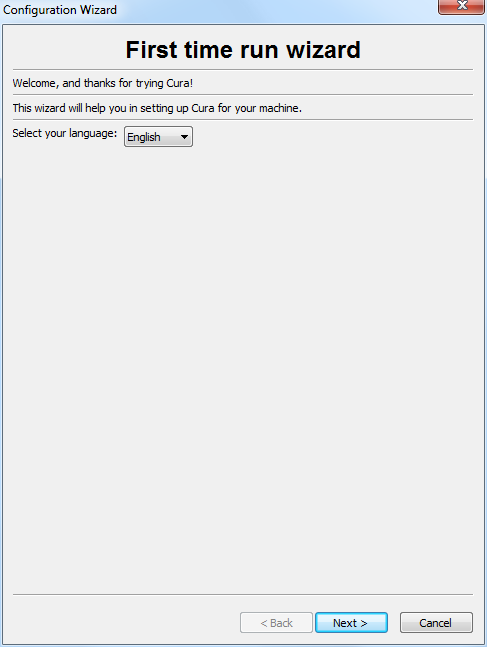 Configuration Wizard
First time run wizard
Welcome, and thanks for trying Cura!
This wizard will help you in setting up Cura for your machine.
Select your language: English
< Back Next > Cancel